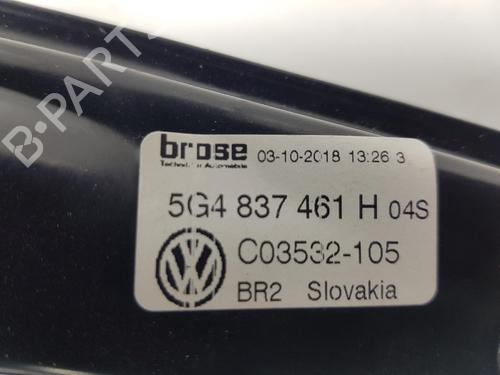 B-PARTS
brose 03-10-2018 13:26 3
Technik für Automobile
5G4 837 461 H 04S
C03532-105
BR2 Slovakia